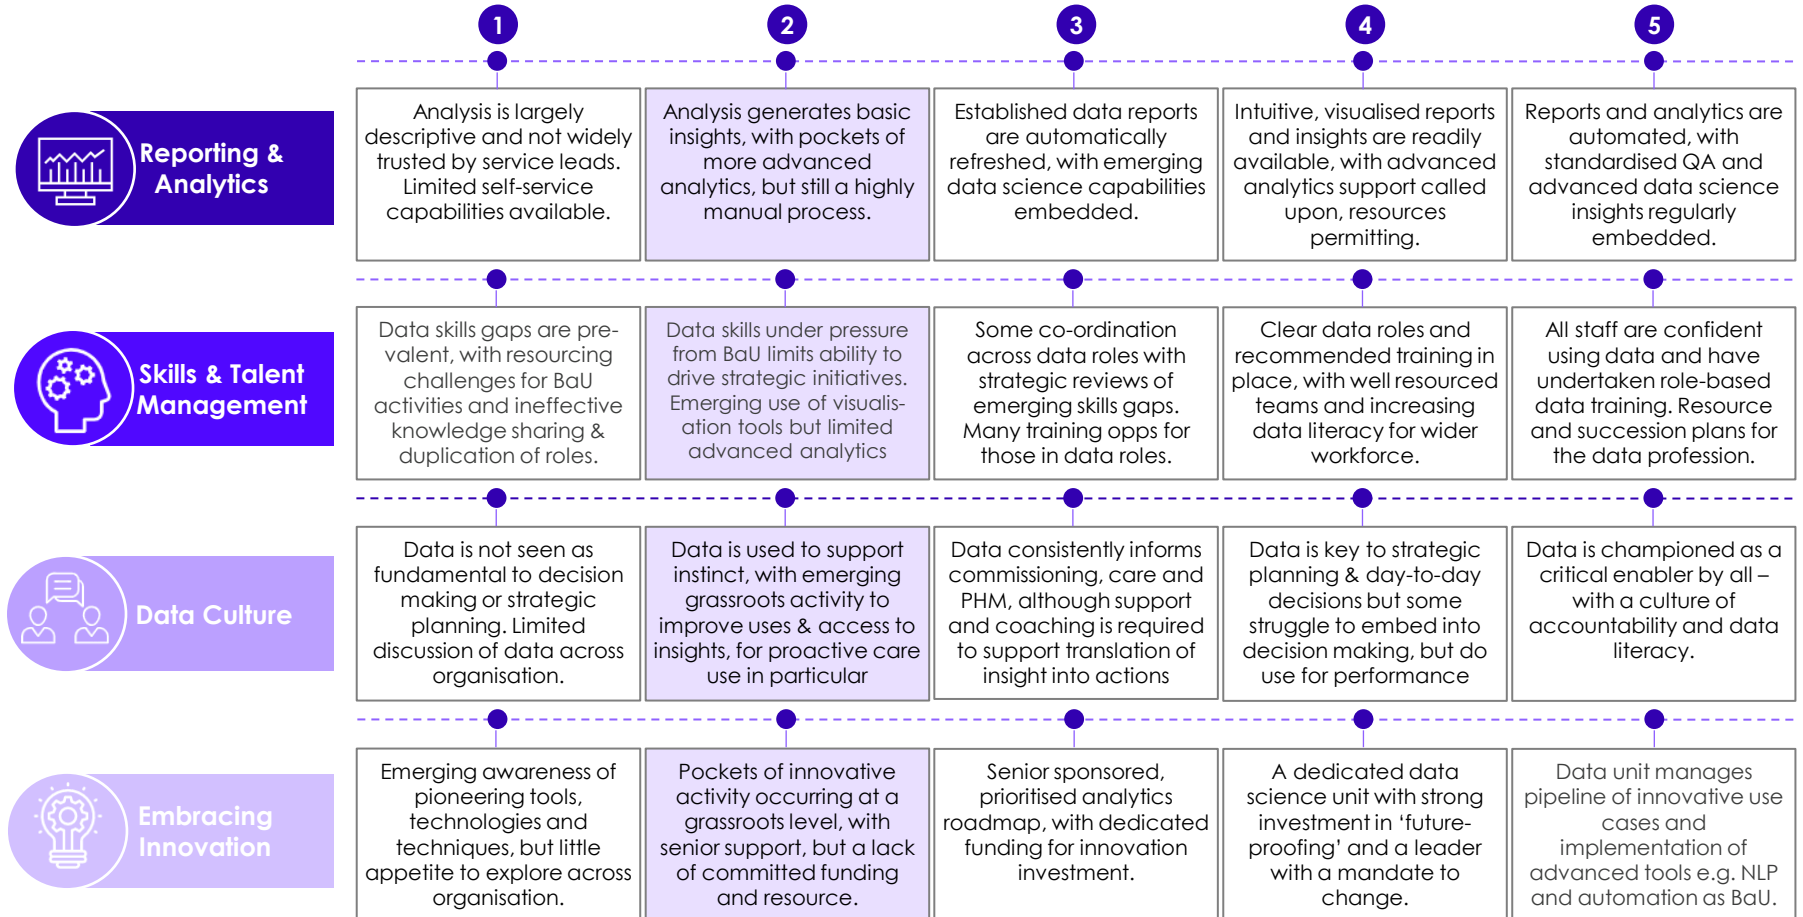 1
2
3
4
5
Reporting &
Analytics
Analysis is largely
descriptive and not widely
trusted by service leads.
Limited self-service
capabilities available.
Analysis generates basic
insights, with pockets of
more advanced
analytics, but still a highly
manual process.
Established data reports
are automatically
refreshed, with emerging
data science capabilities
embedded.
Intuitive, visualised reports
and insights are readily
available, with advanced
analytics support called
upon, resources
permitting.
Reports and analytics are
automated, with
standardised QA and
advanced data science
insights regularly
embedded.
Skills & Talent
Management
Data skills gaps are pre-
valent, with resourcing
challenges for BaU
activities and ineffective
knowledge sharing &
duplication of roles.
Data skills under pressure
from BaU limits ability to
drive strategic initiatives.
Emerging use of visualis-
ation tools but limited
advanced analytics
Some co-ordination
across data roles with
strategic reviews of
emerging skills gaps.
Many training opps for
those in data roles.
Clear data roles and
recommended training in
place, with well resourced
teams and increasing
data literacy for wider
workforce.
All staff are confident
using data and have
undertaken role-based
data training. Resource
and succession plans for
the data profession.
Data Culture
Data is not seen as
fundamental to decision
making or strategic
planning. Limited
discussion of data across
organisation.
Data is used to support
instinct, with emerging
grassroots activity to
improve uses & access to
insights, for proactive care
use in particular
Data consistently informs
commissioning, care and
PHM, although support
and coaching is required
to support translation of
insight into actions
Data is key to strategic
planning & day-to-day
decisions but some
struggle to embed into
decision making, but do
use for performance
Data is championed as a
critical enabler by all –
with a culture of
accountability and data
literacy.
Embracing
Innovation
Emerging awareness of
pioneering tools,
technologies and
techniques, but little
appetite to explore across
organisation.
Pockets of innovative
activity occurring at a
grassroots level, with
senior support, but a lack
of committed funding
and resource.
Senior sponsored,
prioritised analytics
roadmap, with dedicated
funding for innovation
investment.
A dedicated data
science unit with strong
investment in ‘future-
proofing’ and a leader
with a mandate to
change.
Data unit manages
pipeline of innovative use
cases and
implementation of
advanced tools e.g. NLP
and automation as BaU.